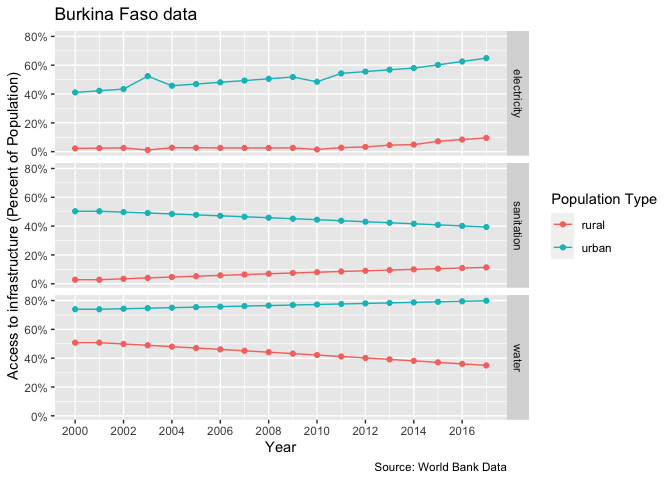 Burkina Faso data
Access to infrastructure (Percent of Population)
80%
60%
40%
20%
0%
electricity
80%
60%
40%
20%
0%
sanitation
80%
60%
40%
20%
0%
water
2000 2002 2004 2006 2008 2010 2012 2014 2016
Year
Population Type
rural
urban
Source: World Bank Data